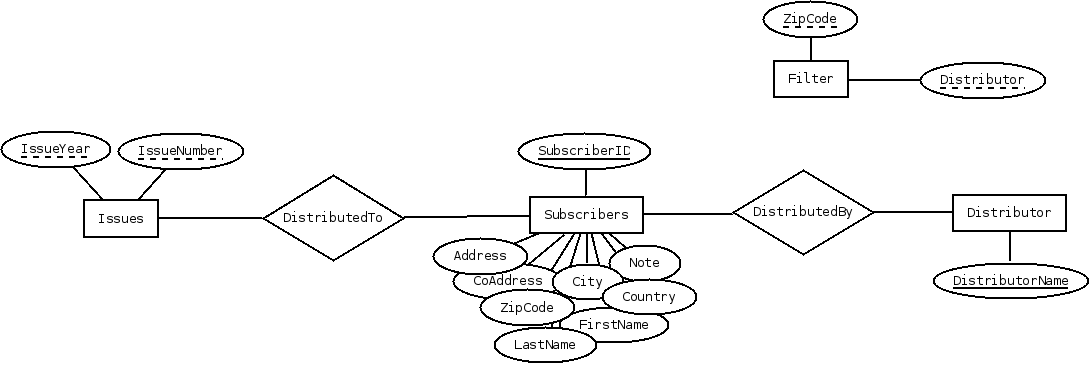 ZipCode
Filter
Distributor
IssueYear
IssueNumber
SubscriberID
Issues
DistributedTo
Subscribers
DistributedBy
Distributor
Address
CoAddress
City
Note
DistributorName
ZipCode
Country
FirstName
LastName